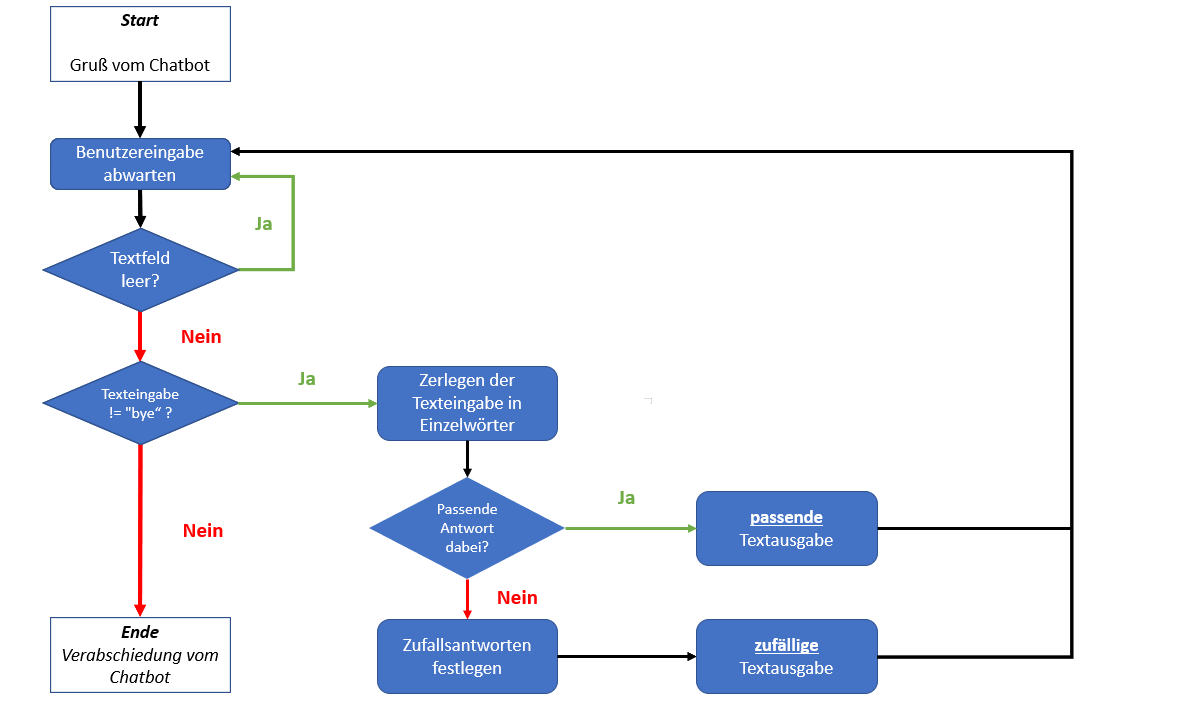 Start
Gruß vom Chatbot
Benutzereingabe
abwarten
Ja
Textfeld
leer?
Nein
Texteingabe
!= "bye“ ?
Ja
Zerlegen der
Texteingabe in
Einzelwörter
Passende
Antwort
dabei?
Ja
passende
Textausgabe
Nein
Nein
Zufallsantworten
festlegen
zufällige
Textausgabe
Ende
Verabschiedung vom
Chatbot